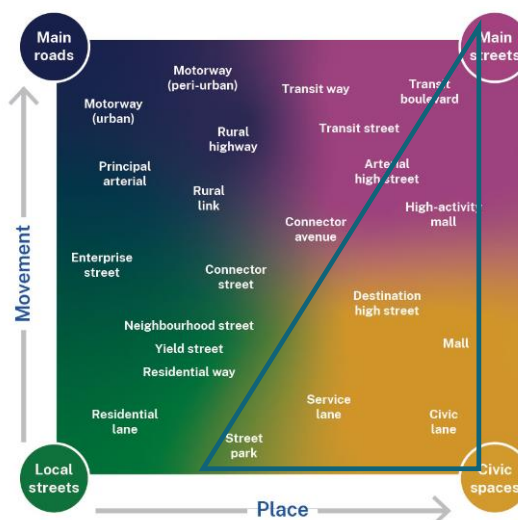 Main
roads
Main
streets
Motorway
(peri-urban)
Transit way
Transit
boulevard
Motorway
(urban)
Rural
highway
Transit street
Principal
arterial
Arterial
high street
Rural
link
High-activity
mall
Connector
avenue
Enterprise
street
Connector
street
Destination
high street
Neighbourhood street
Yield street
Mall
Residential way
Residential
lane
Service
lane
Civic
lane
Street
park
Local
streets
Civic
spaces
Movement
Place